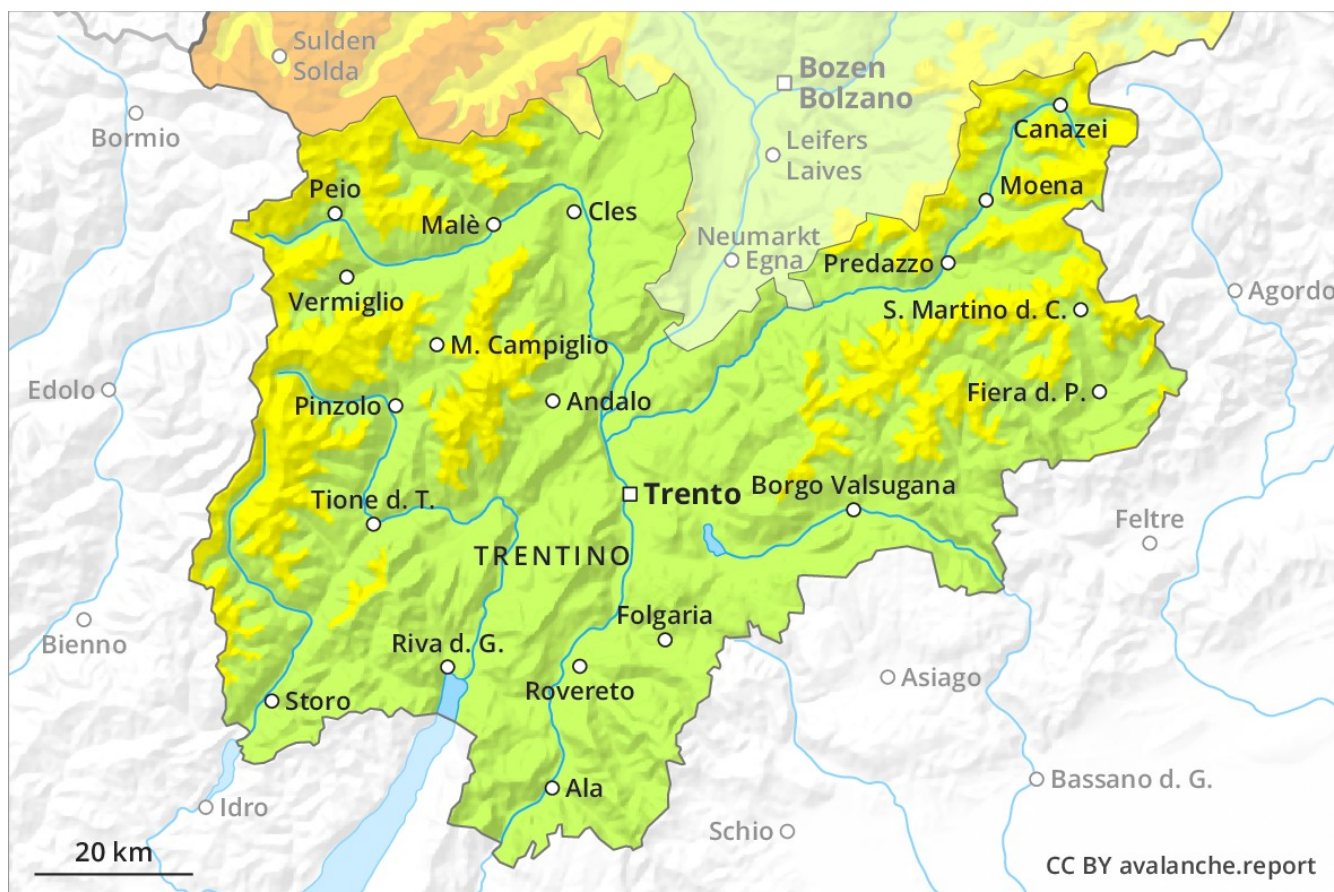 Sulden
Solda
Bozen
Bolzano
Bormio
Canazei
Leifers
Laives
Peio
Moena
Malè
Cles
Neumarkt
Egna
Predazzo
Vermiglio
Agordo
S. Martino d. C.
M. Campiglio
Edolo
Fiera d. P.
Pinzolo
Andalo
Trento
Borgo Valsugana
Tione d. T.
Feltre
TRENTINO
Folgaria
Bienno
Riva d. G.
Asiago
Rovereto
Storo
Bassano d. G.
Ala
Idro
Schio
20 km
CC BY avalanche.report